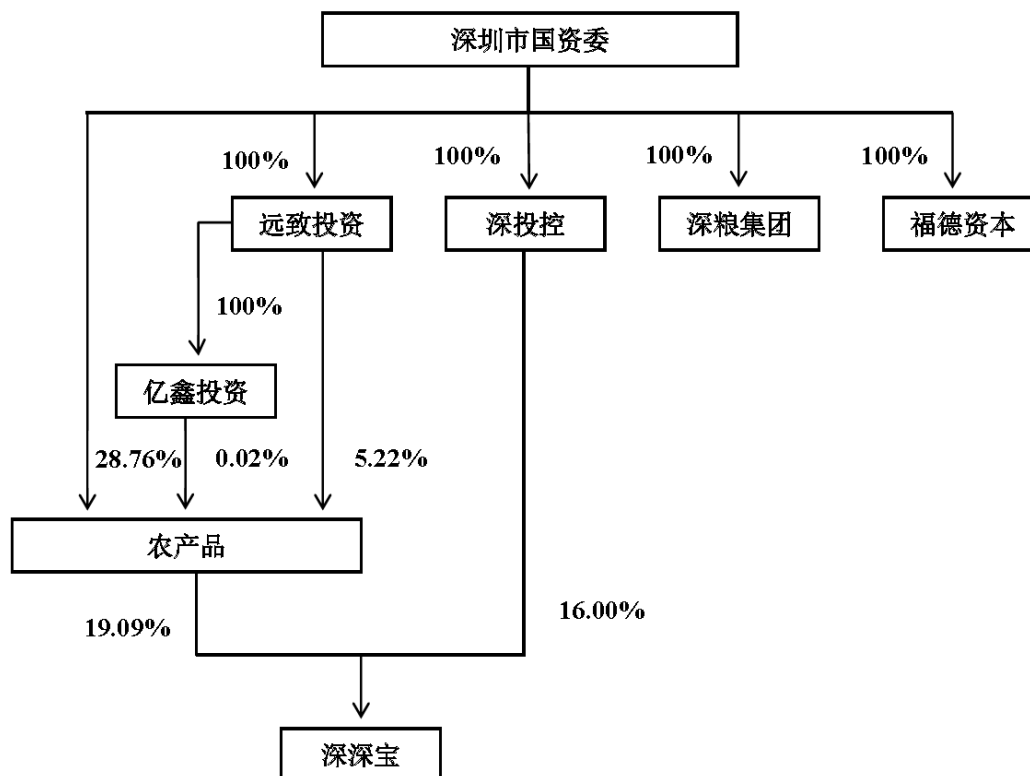 深圳市国资委
100% 100% 100% 100%
远致投资 深投控 深粮集团 福德资本
100%
亿鑫投资
28.76% 0.02% 5.22%
农产品
19.09% 16.00%
深深宝